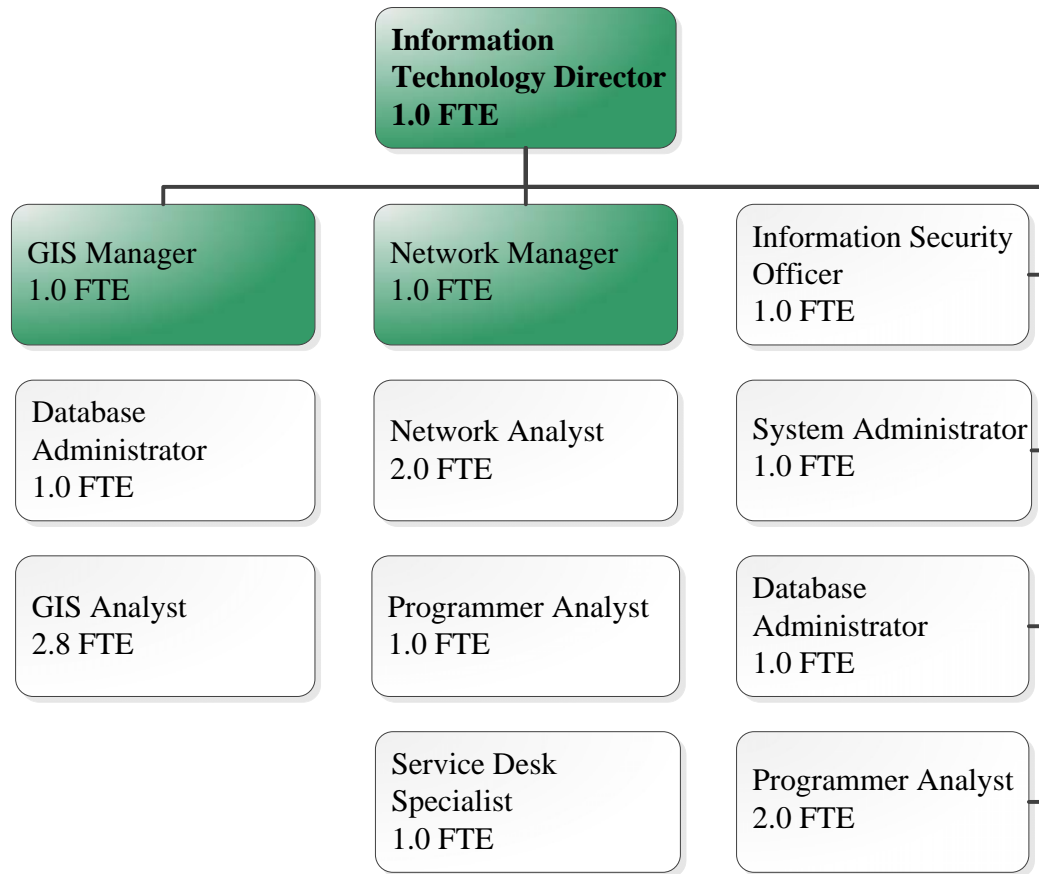 Information
Technology Director
1.0 FTE
GIS Manager
1.0 FTE
Network Manager
1.0 FTE
Information Security
Officer
1.0 FTE
Database
Administrator
1.0 FTE
Network Analyst
2.0 FTE
System Administrator
1.0 FTE
GIS Analyst
2.8 FTE
Programmer Analyst
1.0 FTE
Database
Administrator
1.0 FTE
Service Desk
Specialist
1.0 FTE
Programmer Analyst
2.0 FTE